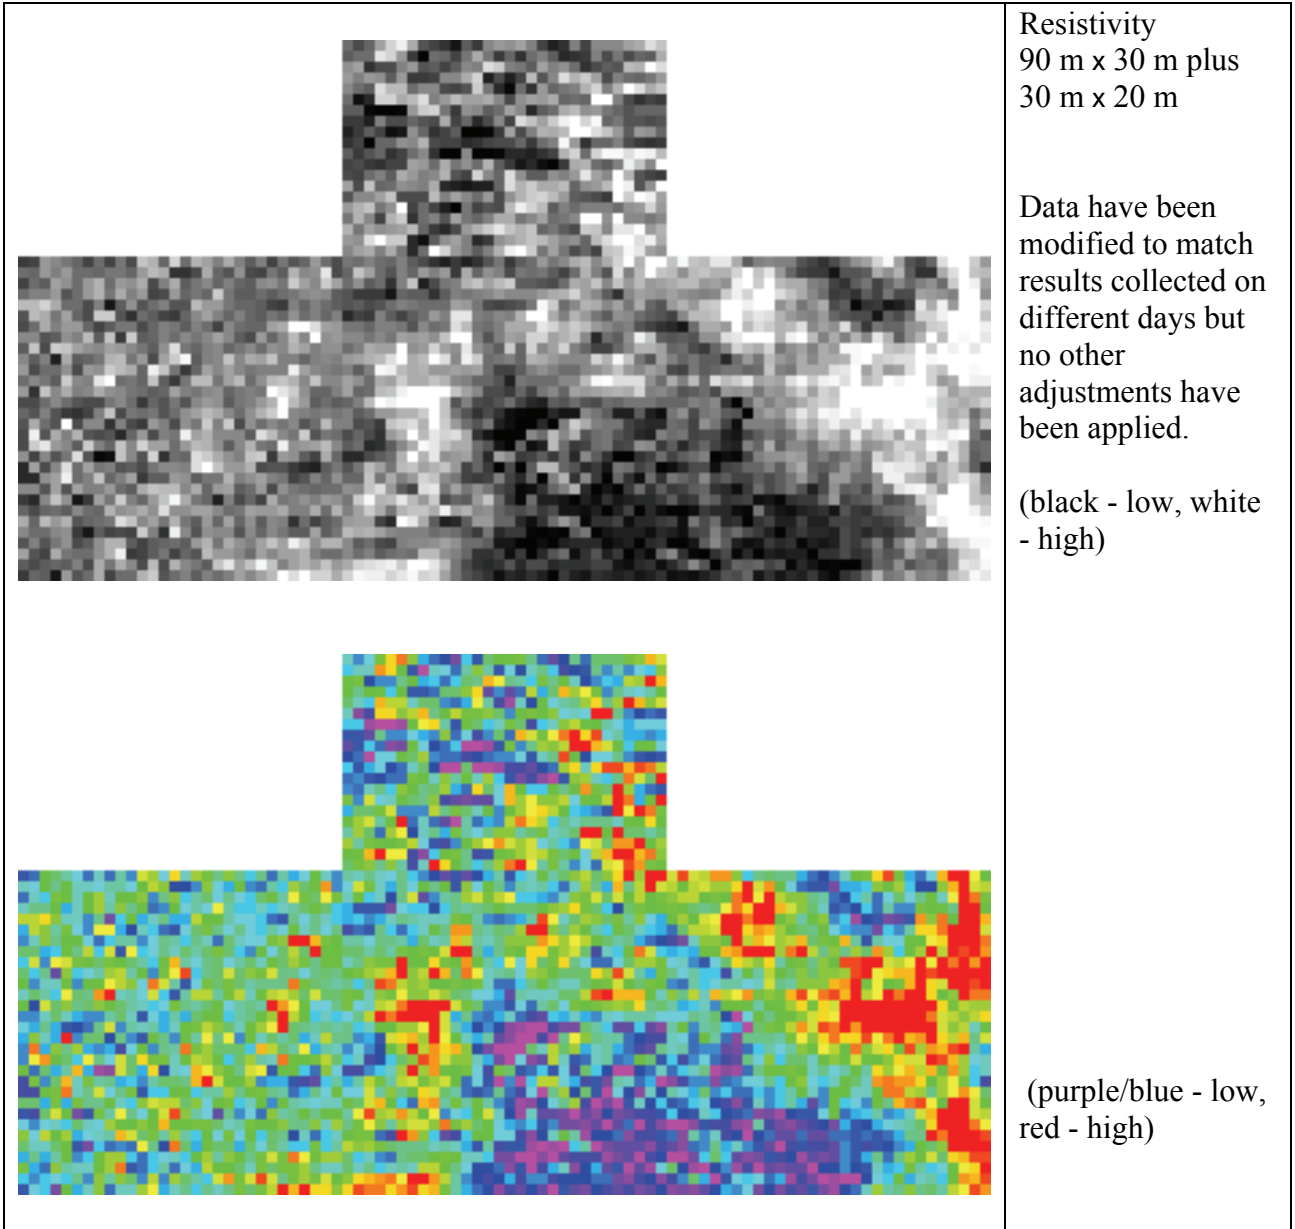 Resistivity
90 m x 30 m plus
30 m x 20 m
Data have been
modified to match
results collected on
different days but
no other
adjustments have
been applied.
(black - low, white
- high)
(purple/blue - low,
red - high)